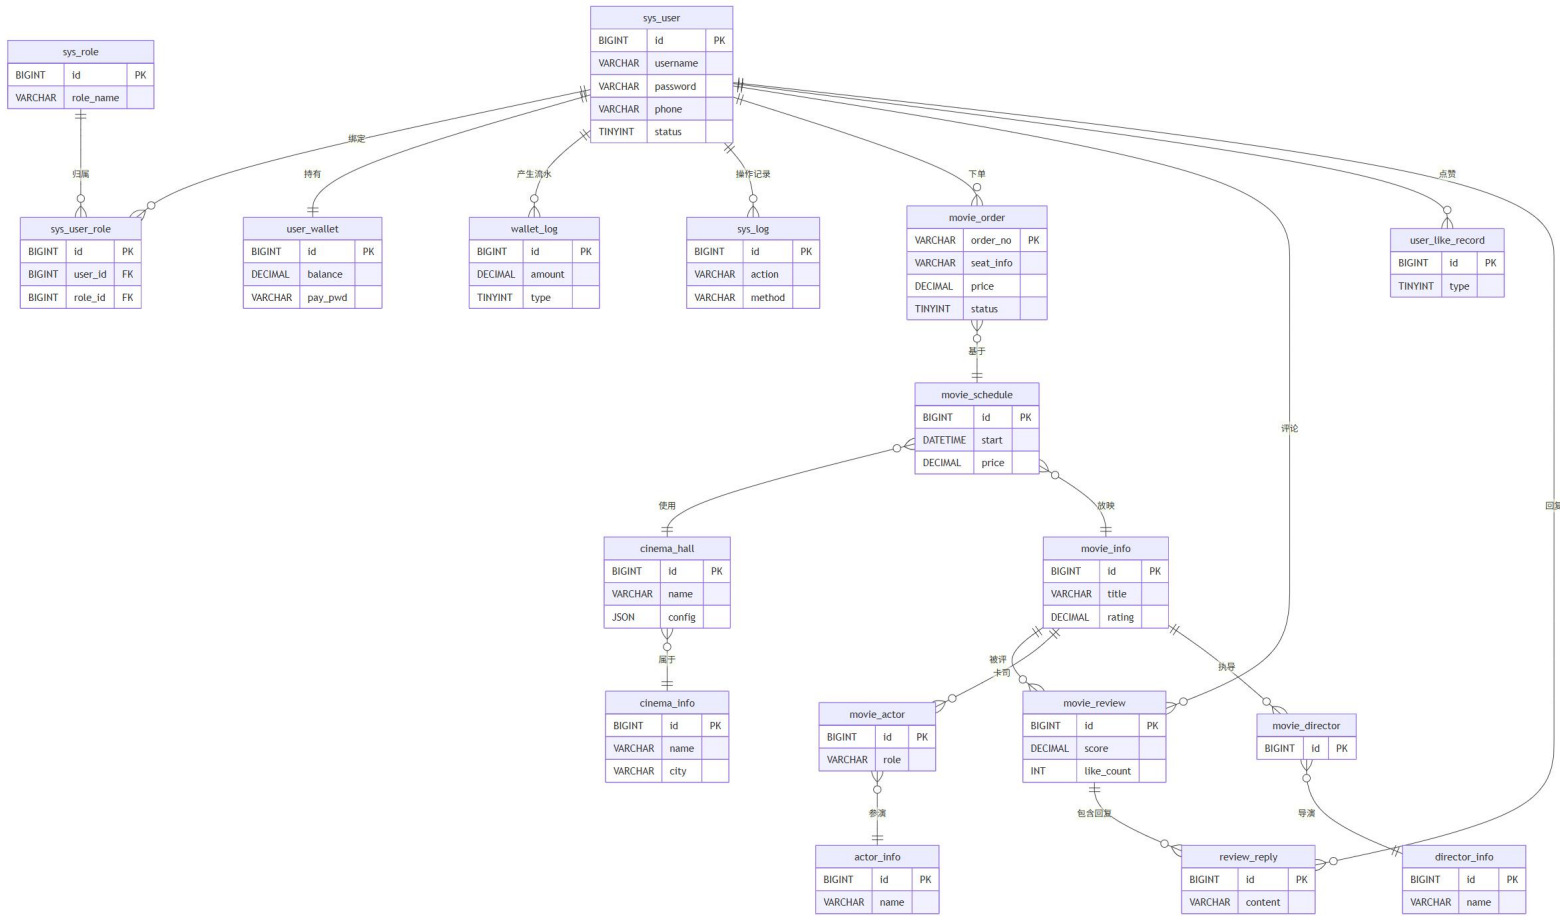 sys_user
BIGINT id PK
VARCHAR username
VARCHAR password
VARCHAR phone
TINYINT status
sys_role
BIGINT id PK
VARCHAR role_name
绑定
归属
持有
产生流水
操作记录
下单
点赞
sys_user_role
BIGINT id PK
BIGINT user_id FK
BIGINT role_id FK
user_wallet
BIGINT id PK
DECIMAL balance
VARCHAR pay_pwd
wallet_log
BIGINT id PK
DECIMAL amount
TINYINT type
sys_log
BIGINT id PK
VARCHAR action
VARCHAR method
movie_order
VARCHAR order_no PK
VARCHAR seat_info
DECIMAL price
TINYINT status
user_like_record
BIGINT id PK
TINYINT type
基于
movie_schedule
BIGINT id PK
DATETIME start
DECIMAL price
评论
使用
放映
回复
cinema_hall
BIGINT id PK
VARCHAR name
JSON config
movie_info
BIGINT id PK
VARCHAR title
DECIMAL rating
属于
被评
卡司
执导
cinema_info
BIGINT id PK
VARCHAR name
VARCHAR city
movie_actor
BIGINT id PK
VARCHAR role
movie_review
BIGINT id PK
DECIMAL score
INT like_count
movie_director
BIGINT id PK
参演
包含回复
导演
actor_info
BIGINT id PK
VARCHAR name
review_reply
BIGINT id PK
VARCHAR content
director_info
BIGINT id PK
VARCHAR name